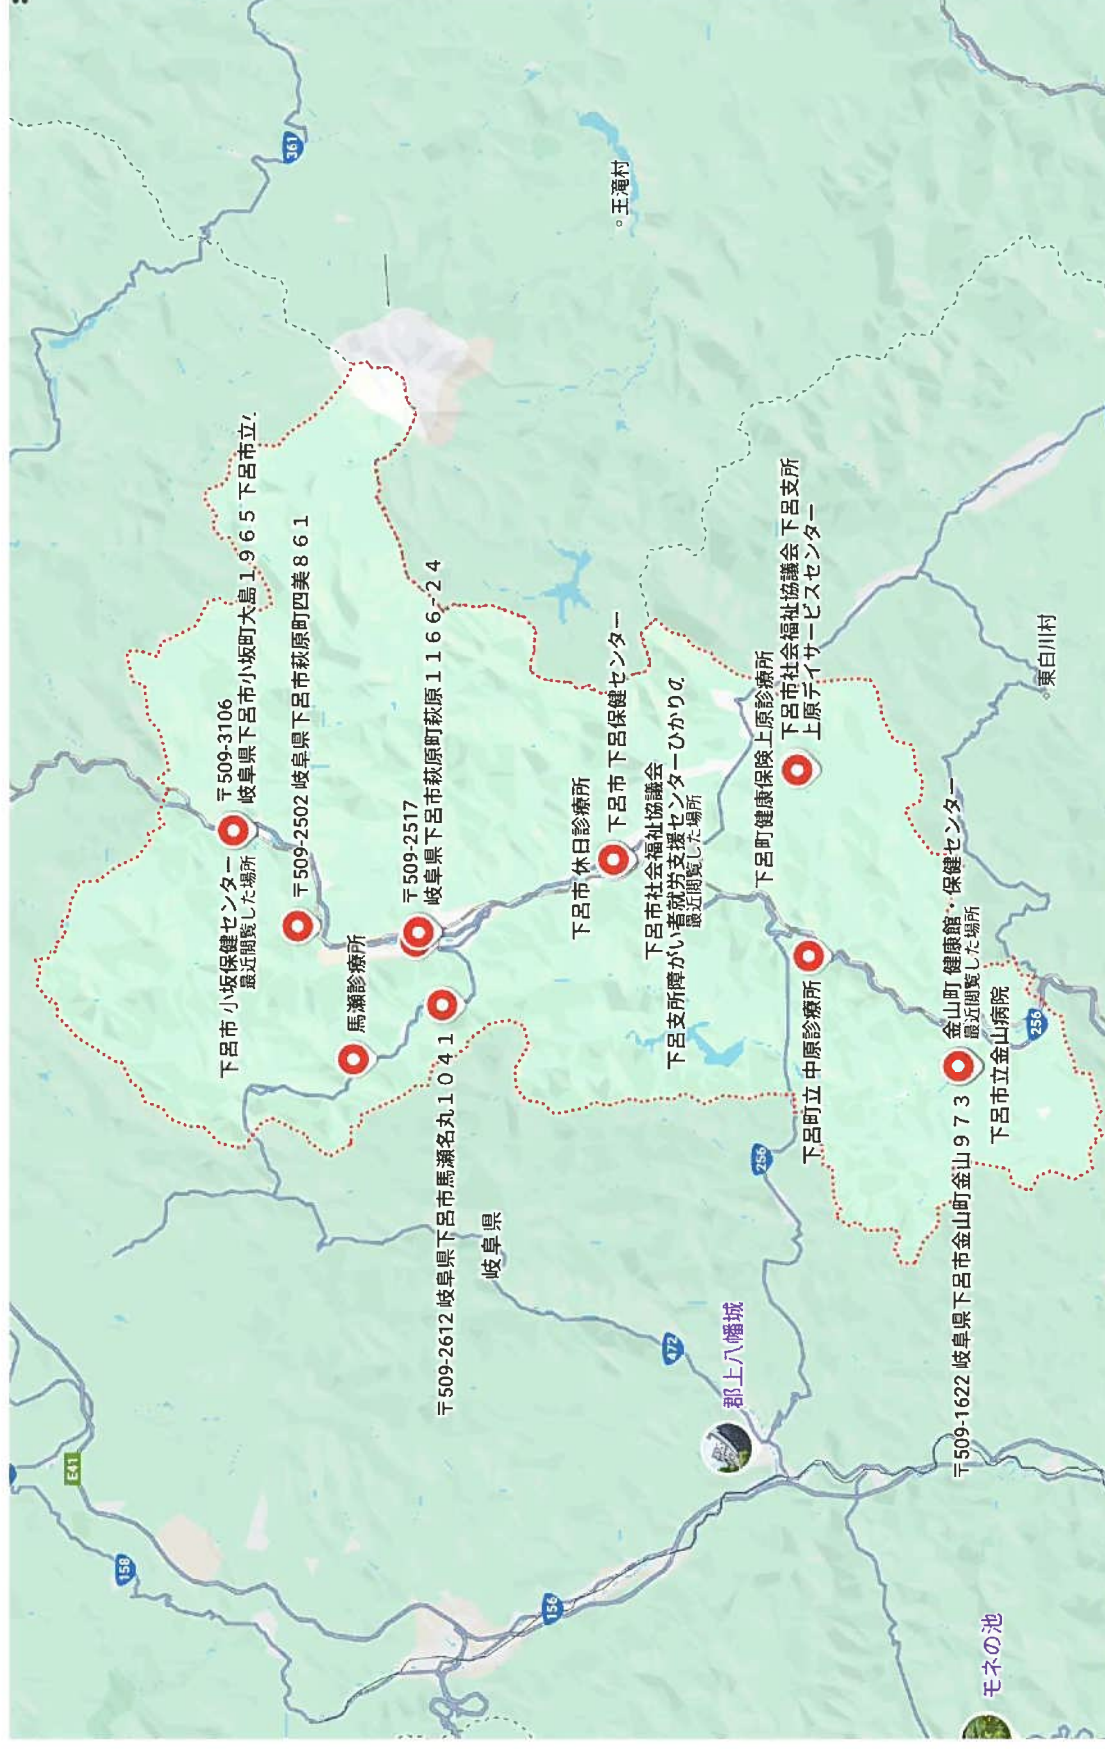 361
王滝村
〒509-3106
岐阜県下呂市小坂町大島１９６５ 下呂市立
下呂市 小坂保健センター
最近閲覧した場所
〒509-2502 岐阜県下呂市萩原町四美８６１
〒509-2517
岐阜県下呂市萩原町萩原１１６６−２４
馬瀬診療所
〒509-2612 岐阜県下呂市馬瀬名丸１０４１
岐阜県
下呂市休日診療所
下呂市 下呂保健センター
下呂市社会福祉協議会
下呂支所障がい者就労支援センターひかりの
最近閲覧した場所
下呂町健康保険上原診療所
下呂市社会福祉協議会 下呂支所
上原デイサービスセンター
下呂町立 中原診療所
金山町 健康館・保健センター
最近閲覧した場所
下呂市立金山病院
〒509-1622 岐阜県下呂市金山町金山９７３
東白川村
256
256
472
郡上八幡城
E41
158
156
モネの池